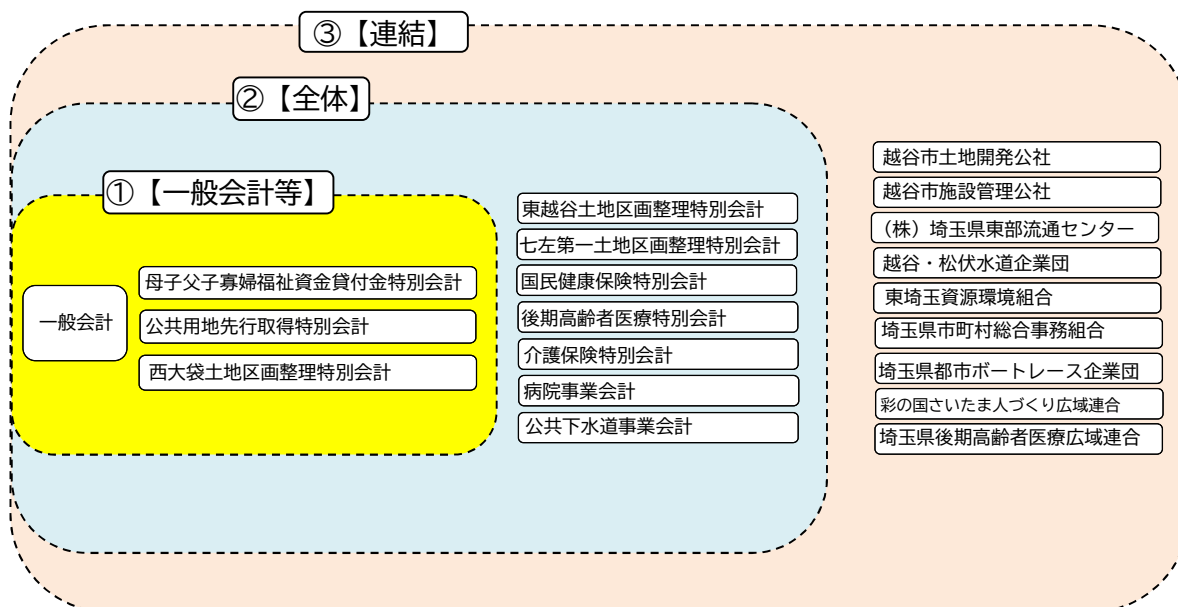 ③【連結】
②【全体】
①【一般会計等】
一般会計
母子父子寡婦福祉資金貸付金特別会計
公共用地先行取得特別会計
西大袋土地区画整理特別会計
東越谷土地区画整理特別会計
七左第一土地区画整理特別会計
国民健康保険特別会計
後期高齢者医療特別会計
介護保険特別会計
病院事業会計
公共下水道事業会計
越谷市土地開発公社
越谷市施設管理公社
（株）埼玉県東部流通センター
越谷・松伏水道企業団
東埼玉資源環境組合
埼玉県市町村総合事務組合
埼玉県都市ボートレース企業団
彩の国さいたま人づくり広域連合
埼玉県後期高齢者医療広域連合